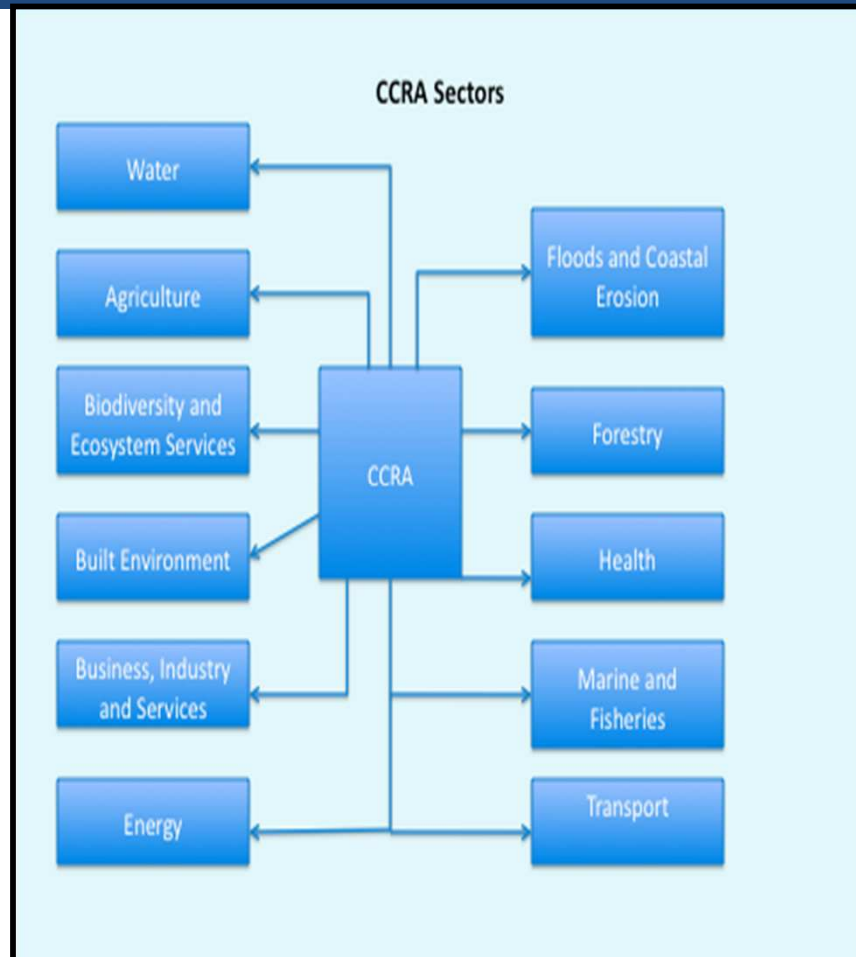 CCRA Sectors
Water
Agriculture
Biodiversity and
Ecosystem Services
Built Environment
Business, Industry
and Services
Energy
CCRA
Floods and Coastal
Erosion
Forestry
Health
Marine and
Fisheries
Transport